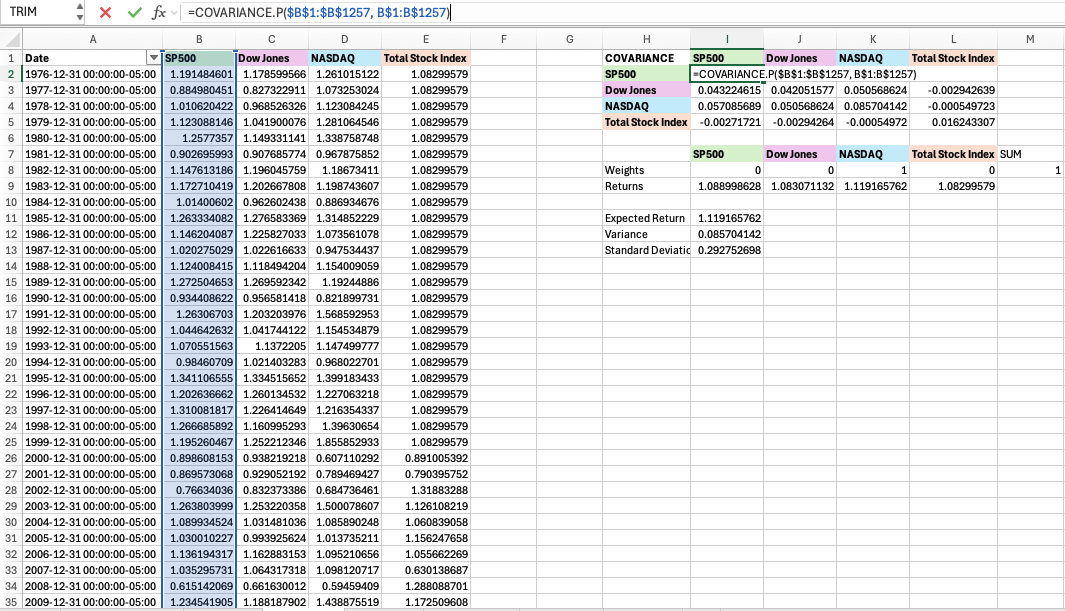 TRIM fx =COVARIANCE.P($B$1:$B$1257, B$1:B$1257)
A B C D E F G H I J K L M
1 Date SP500 Dow Jones NASDAQ Total Stock Index COVARIANCE SP500 Dow Jones NASDAQ Total Stock Index
2 1976-12-31 00:00:00-05:00 1.191484601 1.178599566 1.261015122 1.08299579 SP500 =COVARIANCE.P($B$1:$B$1257, B$1:B$1257)
3 1977-12-31 00:00:00-05:00 0.884980451 0.827322911 1.073253024 1.08299579 Dow Jones 0.043224615 0.042051577 0.050568624 -0.002942639
4 1978-12-31 00:00:00-05:00 1.010620422 0.968526326 1.123084245 1.08299579 NASDAQ 0.057085689 0.050568624 0.085704142 -0.000549723
5 1979-12-31 00:00:00-05:00 1.123088146 1.041900076 1.281064546 1.08299579 Total Stock Index -0.00271721 -0.00294264 -0.00054972 0.016243307
6 1980-12-31 00:00:00-05:00 1.2577357 1.149331141 1.338758748 1.08299579
7 1981-12-31 00:00:00-05:00 0.902695993 0.907685774 0.967875852 1.08299579 SP500 Dow Jones NASDAQ Total Stock Index SUM
8 1982-12-31 00:00:00-05:00 1.147613186 1.196045759 1.18673411 1.08299579 Weights 0 0 1 0 1
9 1983-12-31 00:00:00-05:00 1.172710419 1.202667808 1.198743607 1.08299579 Returns 1.088998628 1.083071132 1.119165762 1.08299579
10 1984-12-31 00:00:00-05:00 1.01400602 0.962602438 0.886934676 1.08299579
11 1985-12-31 00:00:00-05:00 1.263334082 1.276583369 1.314852229 1.08299579 Expected Return 1.119165762
12 1986-12-31 00:00:00-05:00 1.146204087 1.225827033 1.073561078 1.08299579 Variance 0.085704142
13 1987-12-31 00:00:00-05:00 1.020275029 1.022616633 0.947534437 1.08299579 Standard Deviatic 0.292752698
14 1988-12-31 00:00:00-05:00 1.124008415 1.118494204 1.154009059 1.08299579
15 1989-12-31 00:00:00-05:00 1.272504653 1.269592342 1.19244886 1.08299579
16 1990-12-31 00:00:00-05:00 0.934408622 0.956581418 0.821899731 1.08299579
17 1991-12-31 00:00:00-05:00 1.26306703 1.203203976 1.568592953 1.08299579
18 1992-12-31 00:00:00-05:00 1.044642632 1.041744122 1.154534879 1.08299579
19 1993-12-31 00:00:00-05:00 1.070551563 1.1372205 1.147499777 1.08299579
20 1994-12-31 00:00:00-05:00 0.98460709 1.021403283 0.968022701 1.08299579
21 1995-12-31 00:00:00-05:00 1.341106555 1.334515652 1.399183433 1.08299579
22 1996-12-31 00:00:00-05:00 1.202636662 1.260134532 1.227063218 1.08299579
23 1997-12-31 00:00:00-05:00 1.310081817 1.226414649 1.216354337 1.08299579
24 1998-12-31 00:00:00-05:00 1.266685892 1.160995293 1.39630654 1.08299579
25 1999-12-31 00:00:00-05:00 1.195260467 1.252212346 1.855852933 1.08299579
26 2000-12-31 00:00:00-05:00 0.898608153 0.938219218 0.607110292 0.891005392
27 2001-12-31 00:00:00-05:00 0.869573068 0.929052192 0.789469427 0.790395752
28 2002-12-31 00:00:00-05:00 0.76634036 0.832373386 0.684736461 1.31883288
29 2003-12-31 00:00:00-05:00 1.263803999 1.253220358 1.500078607 1.126108219
30 2004-12-31 00:00:00-05:00 1.089934524 1.031481036 1.085890248 1.060839058
31 2005-12-31 00:00:00-05:00 1.030010227 0.993925624 1.013735211 1.156247658
32 2006-12-31 00:00:00-05:00 1.136194317 1.162883153 1.095210656 1.055662269
33 2007-12-31 00:00:00-05:00 1.035295731 1.064317318 1.098120717 0.630138687
34 2008-12-31 00:00:00-05:00 0.615142069 0.661630012 0.59459409 1.288088701
35 2009-12-31 00:00:00-05:00 1.234541905 1.188187902 1.438875519 1.172509608